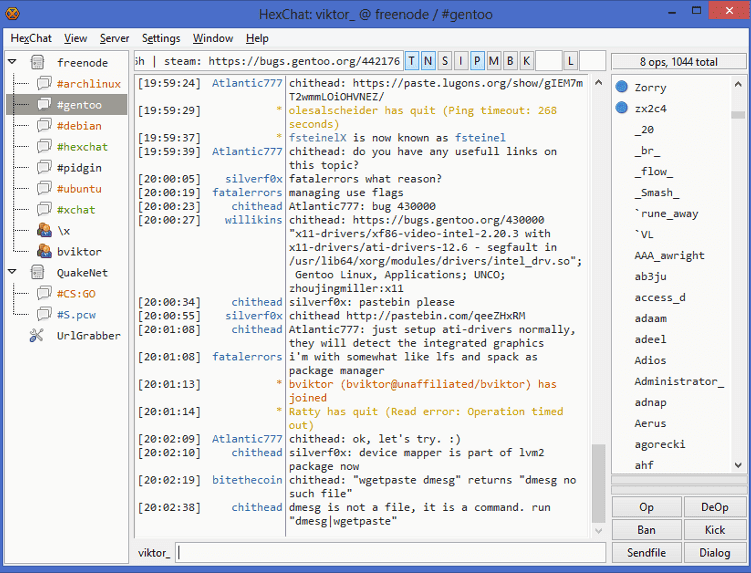 HexChat: viktor_ @ freenode / #gentoo
HexChat View Server Settings Window Help
freenode
#archlinux
#gentoo
#debian
#hexchat
#pidgin
#ubuntu
#xchat
\x
bviktor
QuakeNet
#CS:GO
#S.pcw
UrlGrabber
| steam: https://bugs.gentoo.org/442176 T N S I P M B K L
[19:59:24] Atlantic777 chithead: https://paste.lugons.org/show/gIEM7m
T2wmmLOiOHVNEZ/
[19:59:29] * olesalscheider has quit (Ping timeout: 268
seconds)
[19:59:37] * fsteinelX is now known as fsteinel
[19:59:39] Atlantic777 chithead: do you have any usefull links on
this topic?
[20:00:05] silverf0x fatalerrors what reason?
[20:00:19] fatalerrors managing use flags
[20:00:23] chithead Atlantic777: bug 430000
[20:00:27] willikins chithead: https://bugs.gentoo.org/430000
"x11-drivers/xf86-video-intel-2.20.3 with
x11-drivers/ati-drivers-12.6 - segfault in
/usr/lib64/xorg/modules/drivers/intel_drv.so";
Gentoo Linux, Applications; UNCO;
zhoujingmiller:x11
[20:00:34] chithead silverf0x: pastebin please
[20:00:55] silverf0x chithead http://pastebin.com/qeeZHxRM
[20:01:08] chithead Atlantic777: just setup ati-drivers normally,
they will detect the integrated graphics
[20:01:08] fatalerrors i'm with somewhat like lfs and spack as
package manager
[20:01:13] * bviktor (bviktor@unaffiliated/bviktor) has
joined
[20:01:14] * Ratty has quit (Read error: Operation timed
out)
[20:02:09] Atlantic777 chithead: ok, let's try. :)
[20:02:10] chithead silverf0x: device mapper is part of lvm2
package now
[20:02:19] bitethecoin chithead: "wgetpaste dmesg" returns "dmesg no
such file"
[20:02:38] chithead dmesg is not a file, it is a command. run
"dmesg|wgetpaste"
viktor_
8 ops, 1044 total
Zorry
zx2c4
_20
_br_
_flow_
_Smash_
`rune_away
`VL
AAA_awright
ab3ju
access_d
adaam
adeel
Adios
Administrator_
adnap
Aerus
agorecki
ahf
Op DeOp
Ban Kick
Sendfile Dialog